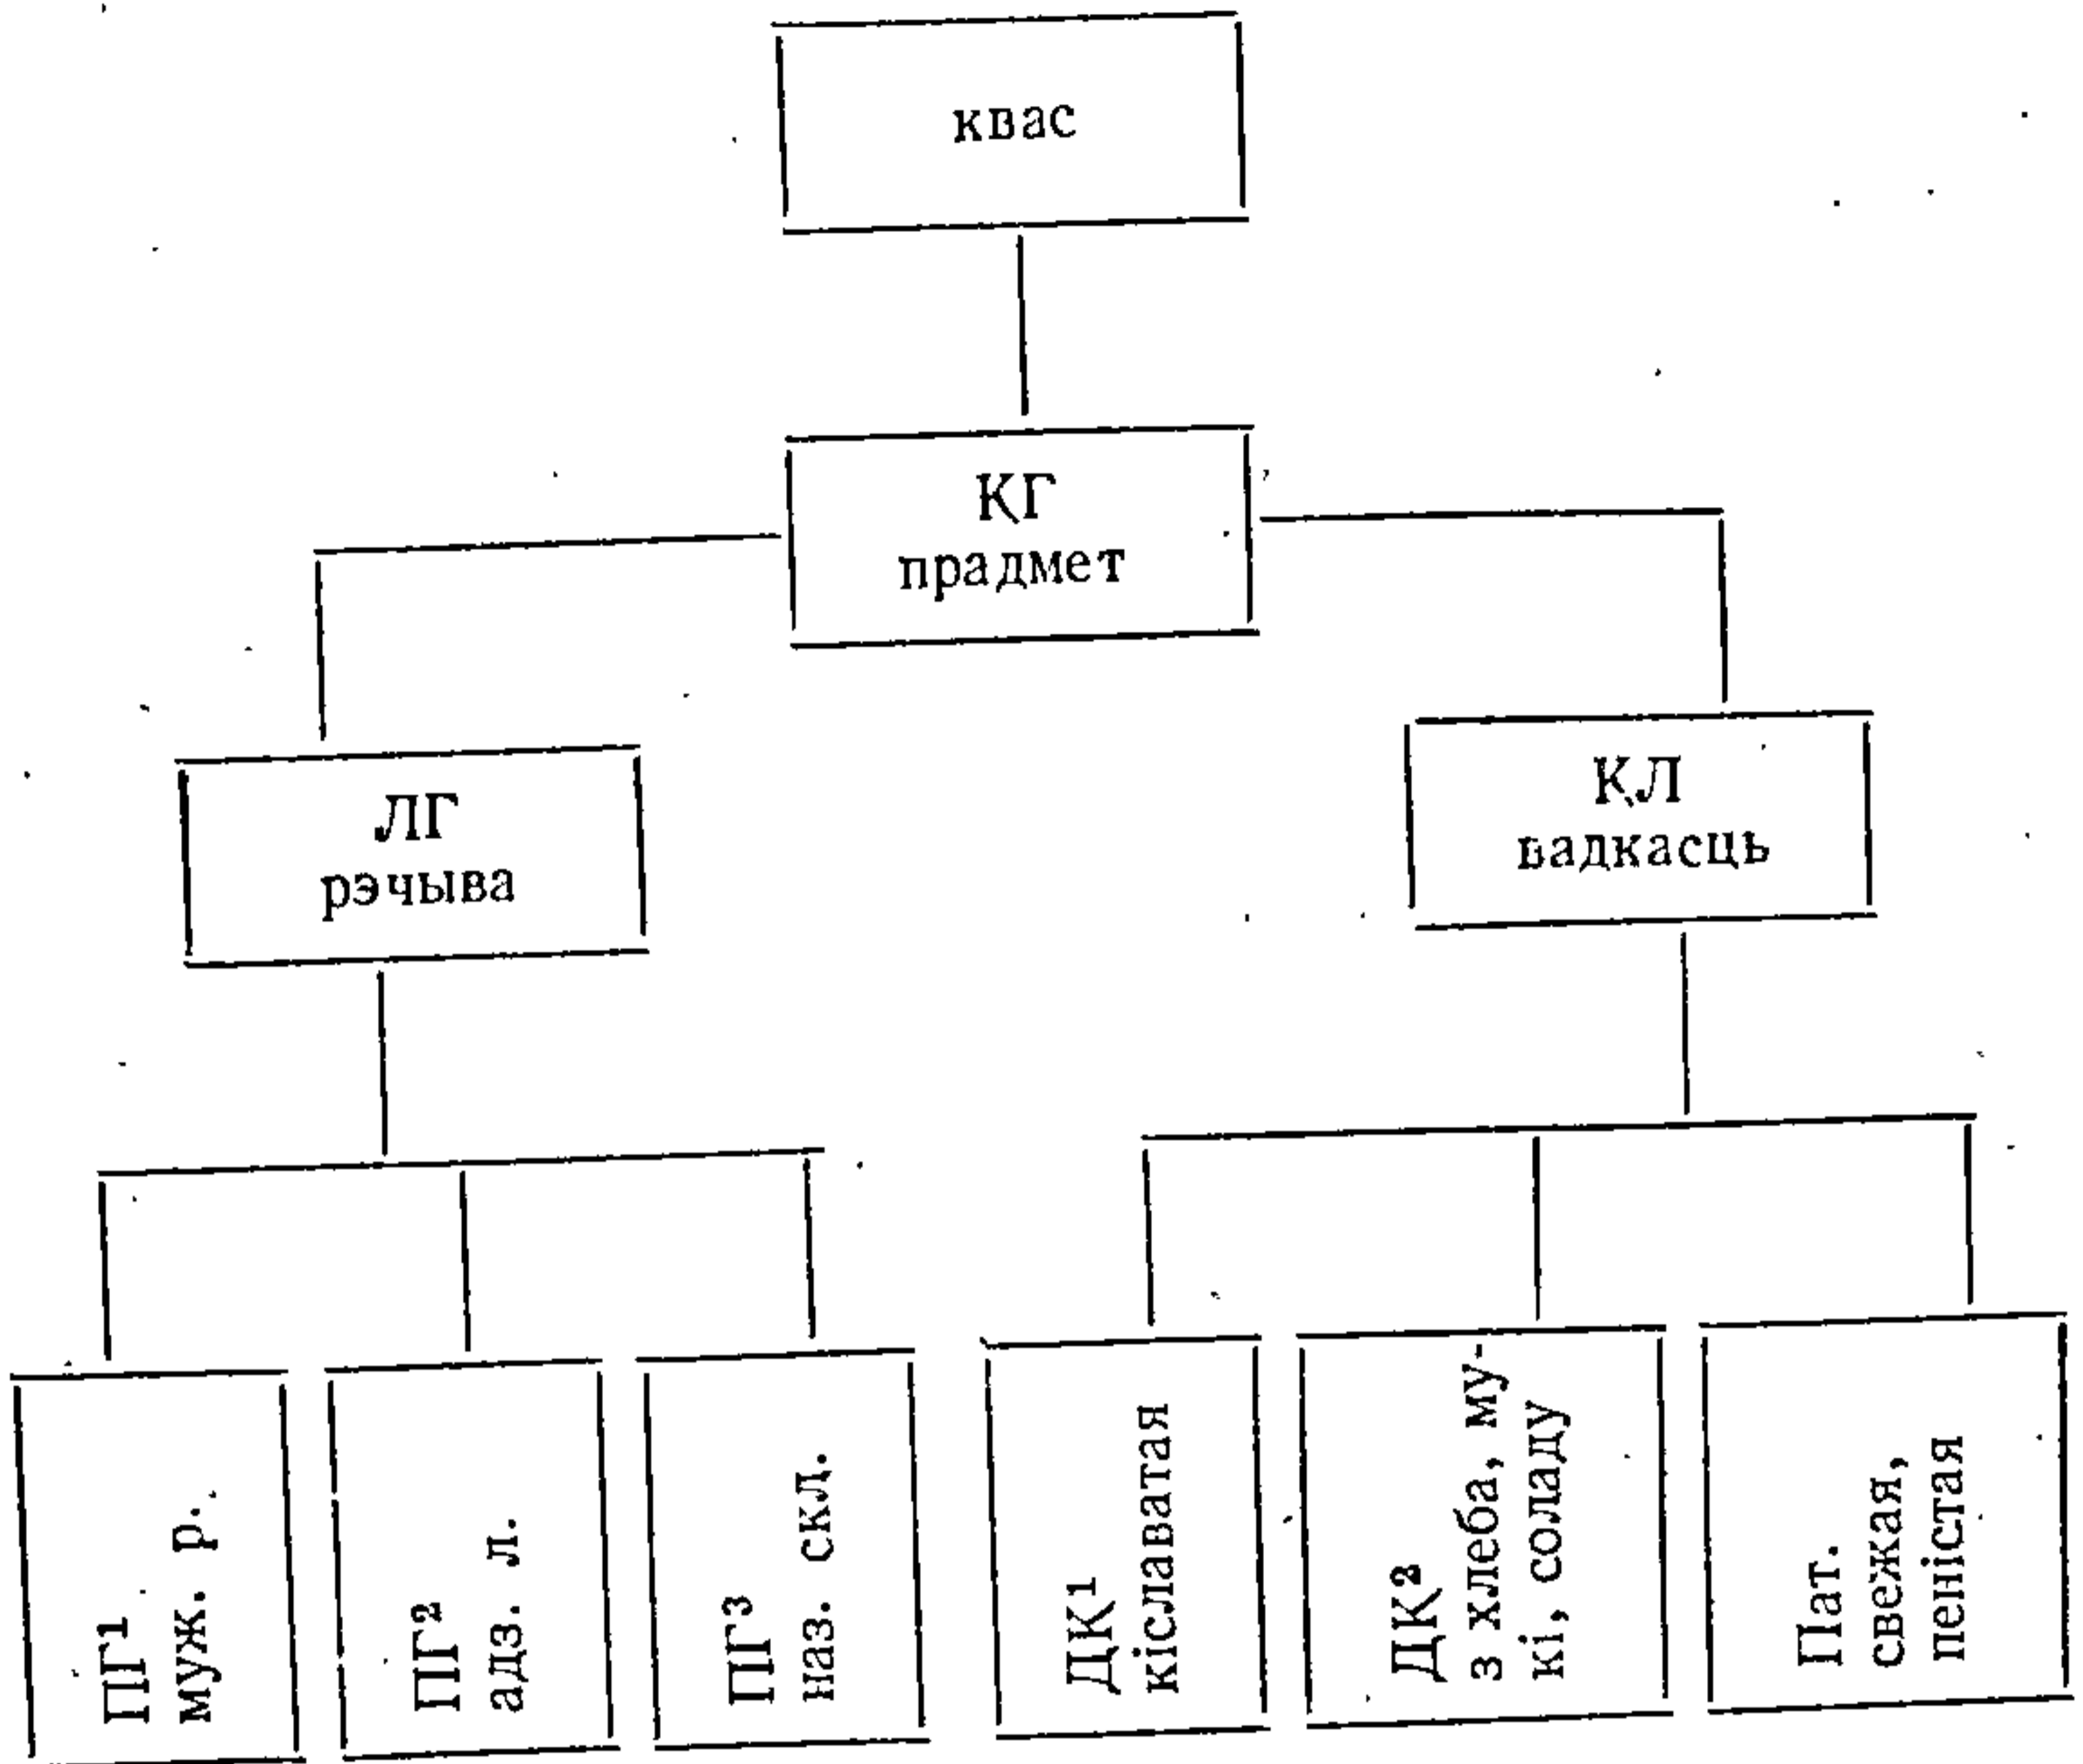 квас
КГ
прадмет
ЛГ
рэчыва
КЛ
вадкасць
ПГ¹
муж. р.
ПГ²
адз. л.
ПГ³
наз. скл.
ДК¹
кіславатая
ДК²
з хлеба, му-
кі, соладу
Пат.
свежая,
пеністая